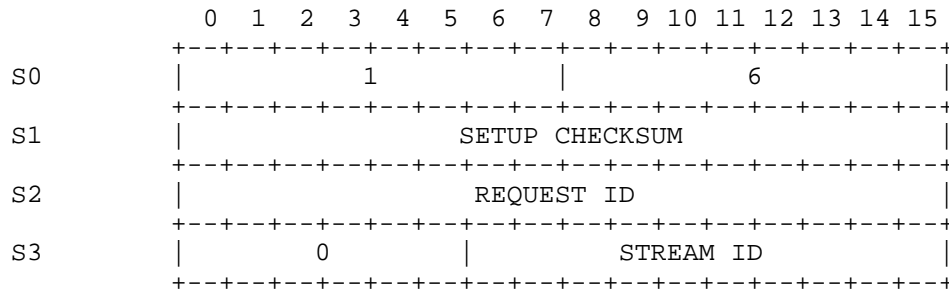 0 1 2 3 4 5 6 7 8 9 10 11 12 13 14 15
+--+--+--+--+--+--+--+--+--+--+--+--+--+--+--+--+
S0 | 1 | 6 |
+--+--+--+--+--+--+--+--+--+--+--+--+--+--+--+--+
S1 | SETUP CHECKSUM |
+--+--+--+--+--+--+--+--+--+--+--+--+--+--+--+--+
S2 | REQUEST ID |
+--+--+--+--+--+--+--+--+--+--+--+--+--+--+--+--+
S3 | 0 | STREAM ID |
+--+--+--+--+--+--+--+--+--+--+--+--+--+--+--+--+